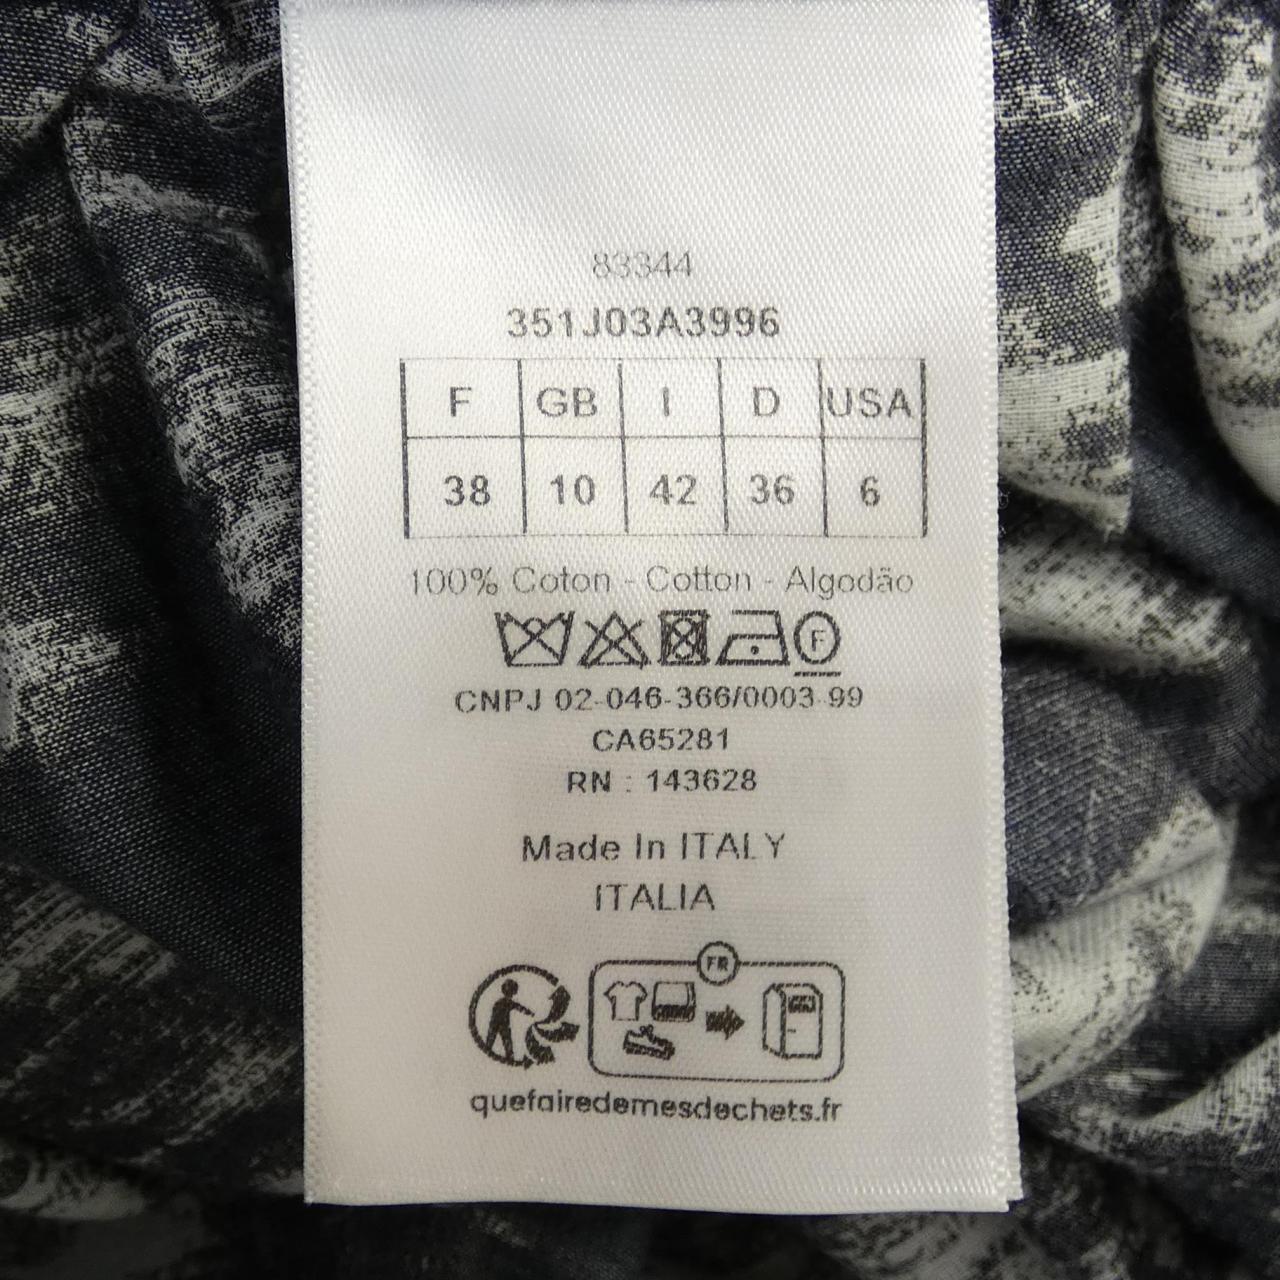 83344
351J03A3996
F GB I D USA
38 10 42 36 6
100% Coton - Cotton - Algodão
F
CNPJ 02-046-366/0003-99
CA65281
RN : 143628
Made In ITALY
ITALIA
FR
quefairedemesdechets.fr